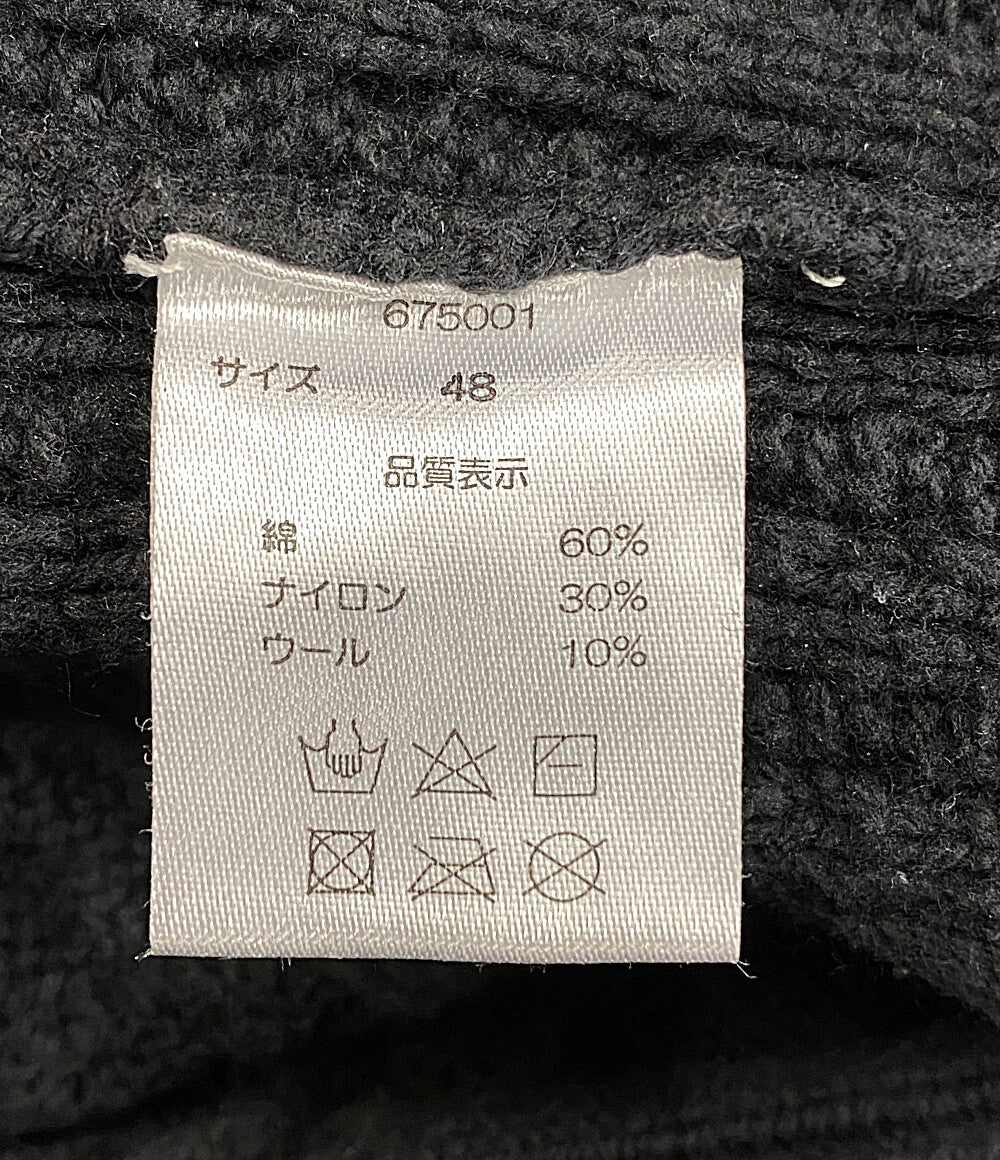 675001
サイズ 48
品質表示
綿 60%
ナイロン 30%
ウール 10%